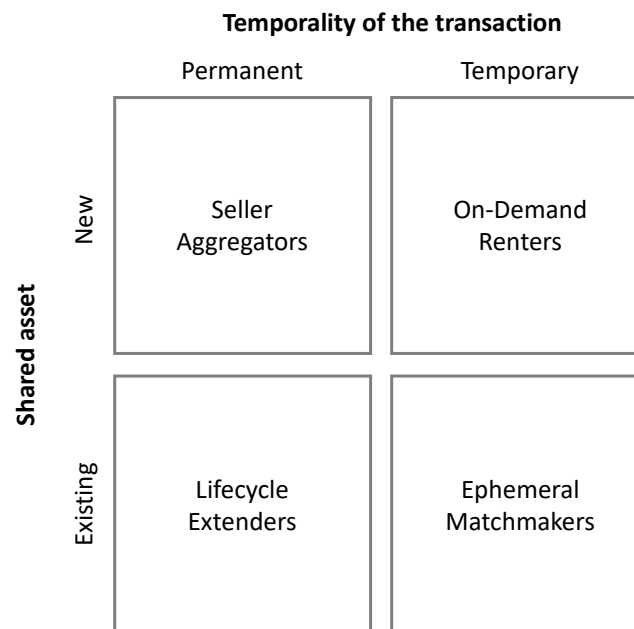 Temporality of the transaction
Permanent
Temporary
Shared asset
New
Seller
Aggregators
On-Demand
Renters
Existing
Lifecycle
Extenders
Ephemeral
Matchmakers